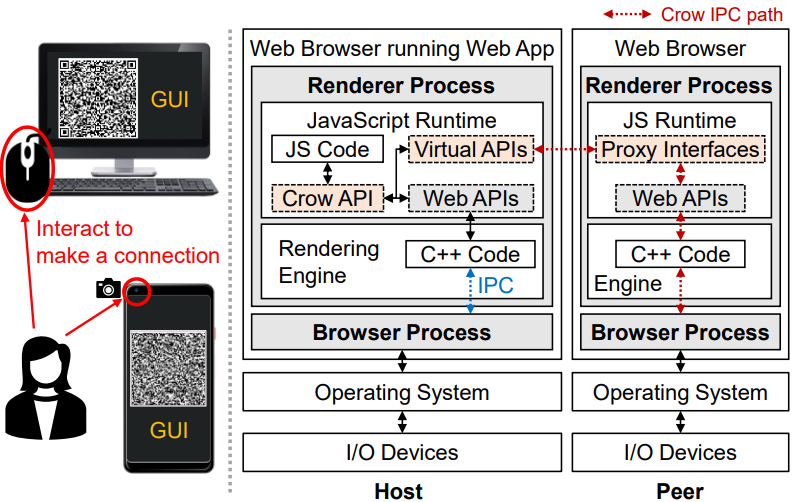 Crow IPC path
GUI
Interact to
make a connection
GUI
Web Browser running Web App
Renderer Process
JavaScript Runtime
JS Code
Virtual APIs
Crow API
Web APIs
Rendering
Engine
C++ Code
IPC
Browser Process
Operating System
I/O Devices
Host
Web Browser
Renderer Process
JS Runtime
Proxy Interfaces
Web APIs
C++ Code
Engine
Browser Process
Operating System
I/O Devices
Peer